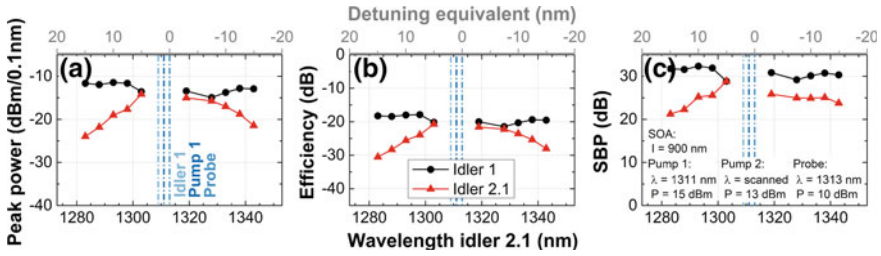 Detuning equivalent (nm)
20 10 0 -10 -20
20 10 0 -10 -20
20 10 0 -10 -20
Peak power (dBm/0.1nm)
0
-10
-20
-30
-40
(a)
Idler 1
Pump 1
Probe
1280 1300 1320 1340
Efficiency (dB)
0
-10
-20
-30
-40
(b)
Idler 1
Idler 2.1
1280 1300 1320 1340
Wavelength idler 2.1 (nm)
SBP (dB)
30
20
10
0
(c)
SOA:
I = 900 nm
Pump 1: Pump 2: Probe:
λ = 1311 nm λ = scanned λ = 1313 nm
P = 15 dBm P = 13 dBm P = 10 dBm
1280 1300 1320 1340